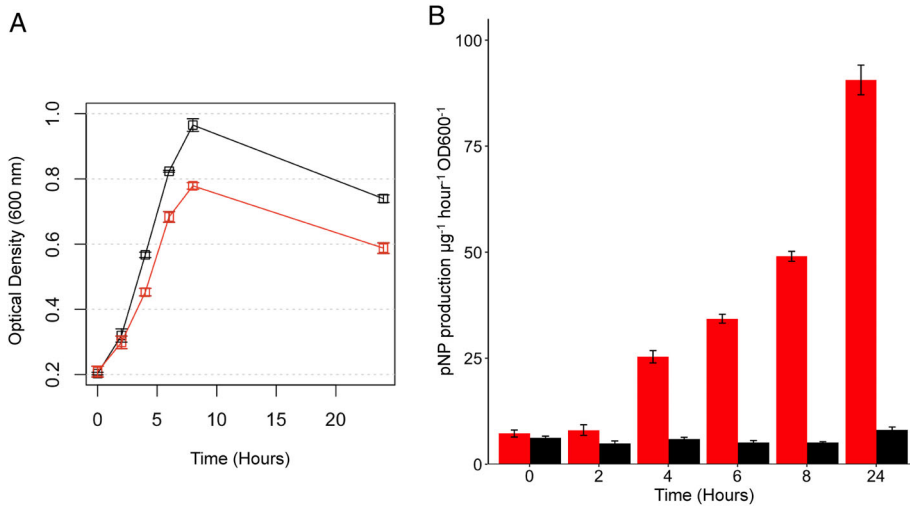 A
Optical Density (600 nm)
1.0
0.8
0.6
0.4
0.2
0 5 10 15 20
Time (Hours)
B
pNP production µg⁻¹ hour⁻¹ OD600⁻¹
100
75
50
25
0
0 2 4 6 8 24
Time (Hours)